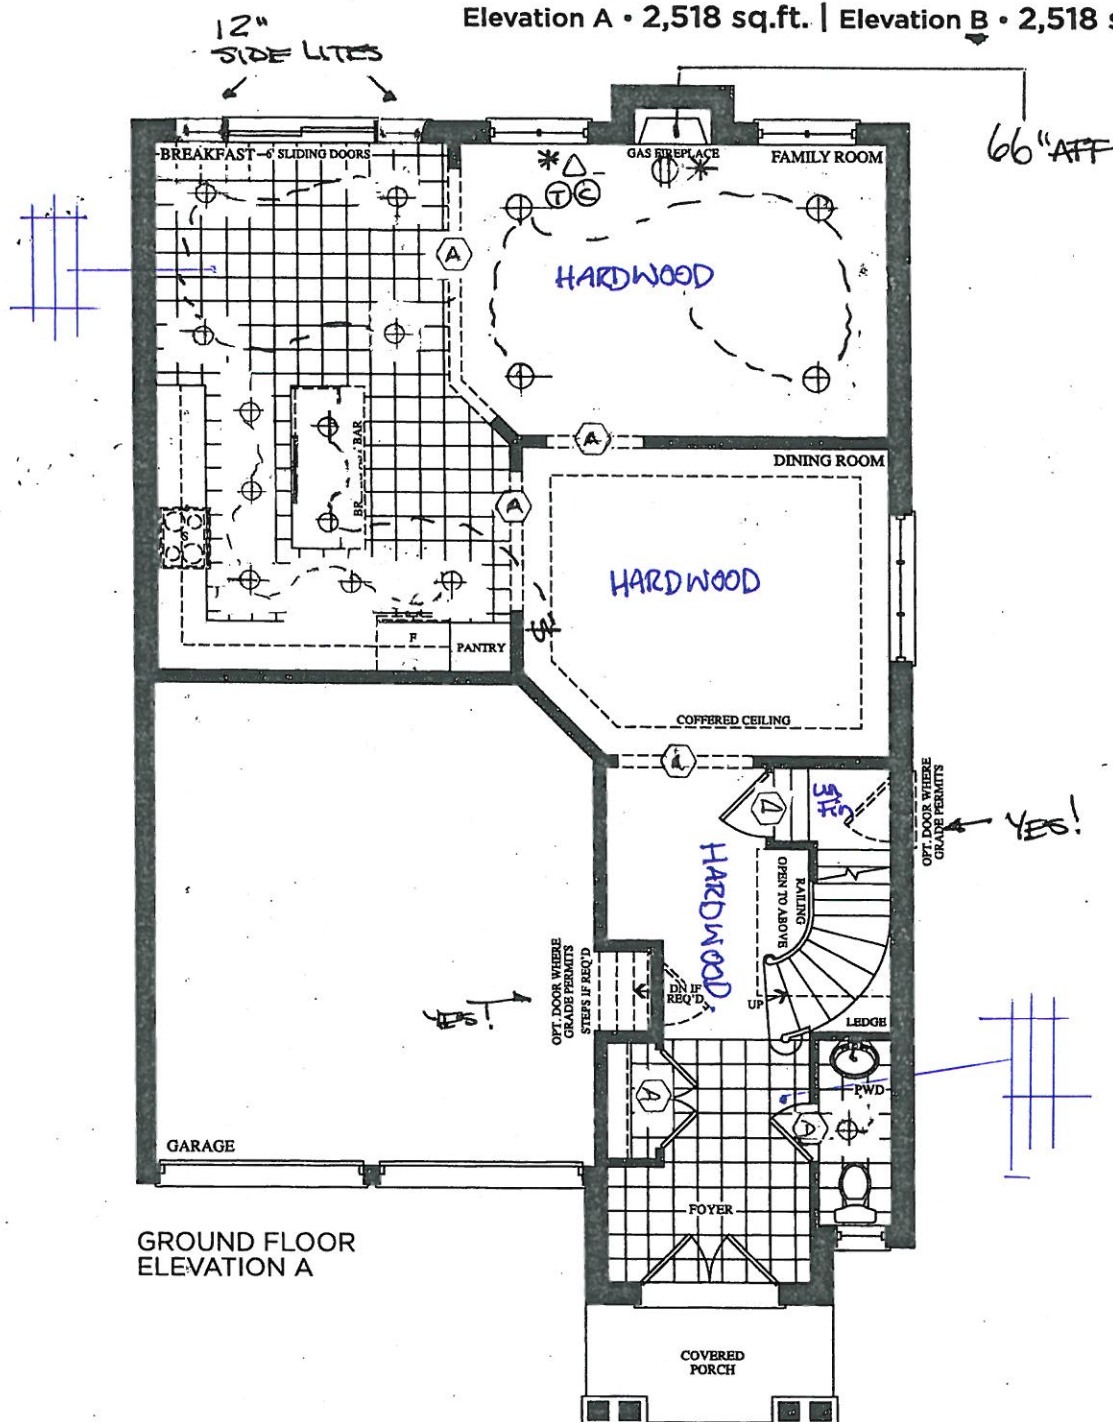 Elevation A • 2,518 sq.ft. | Elevation B • 2,518 s
12"
SIDE LITES
66" AFF
BREAKFAST
6' SLIDING DOORS
GAS FIREPLACE
FAMILY ROOM
T C
A
HARDWOOD
BR BAR
A
DINING ROOM
A
S
HARDWOOD
F
PANTRY
COFFERED CEILING
OPT. DOOR WHERE
GRADE PERMITS
YES!
HARDWOOD
RAILING
OPEN TO ABOVE
OPT. DOOR WHERE
GRADE PERMITS
STEPS IF REQ'D
YES!
DN IF
REQ'D
UP
LEDGE
A
PWD
A
GARAGE
FOYER
GROUND FLOOR
ELEVATION A
COVERED
PORCH